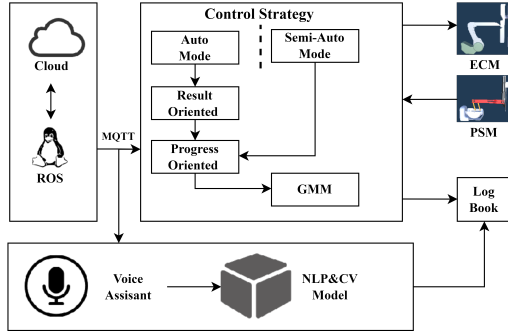 Control Strategy
Cloud
ROS
MQTT
Auto
Mode
Semi-Auto
Mode
Result
Oriented
Progress
Oriented
GMM
ECM
PSM
Log
Book
Voice
Assisant
NLP&CV
Model